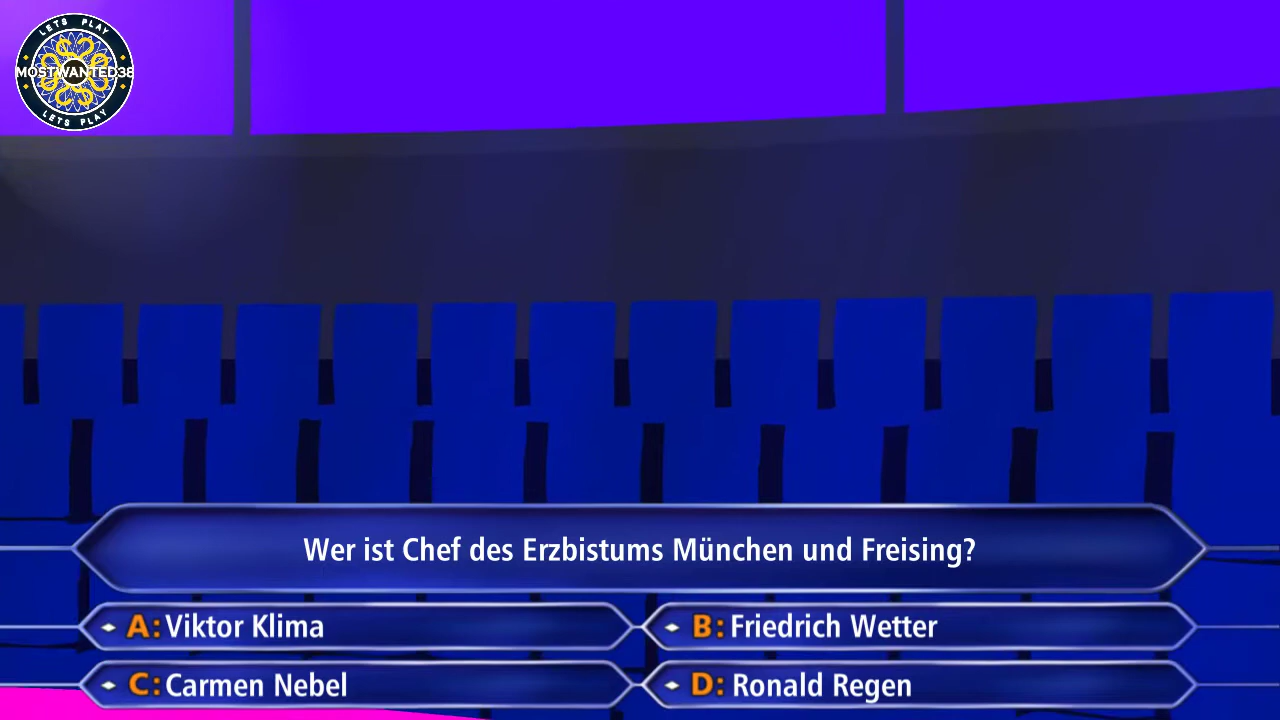 LETS PLAY
MOSTWANTED38
LETS PLAY
Wer ist Chef des Erzbistums München und Freising?
A: Viktor Klima
B: Friedrich Wetter
C: Carmen Nebel
D: Ronald Regen